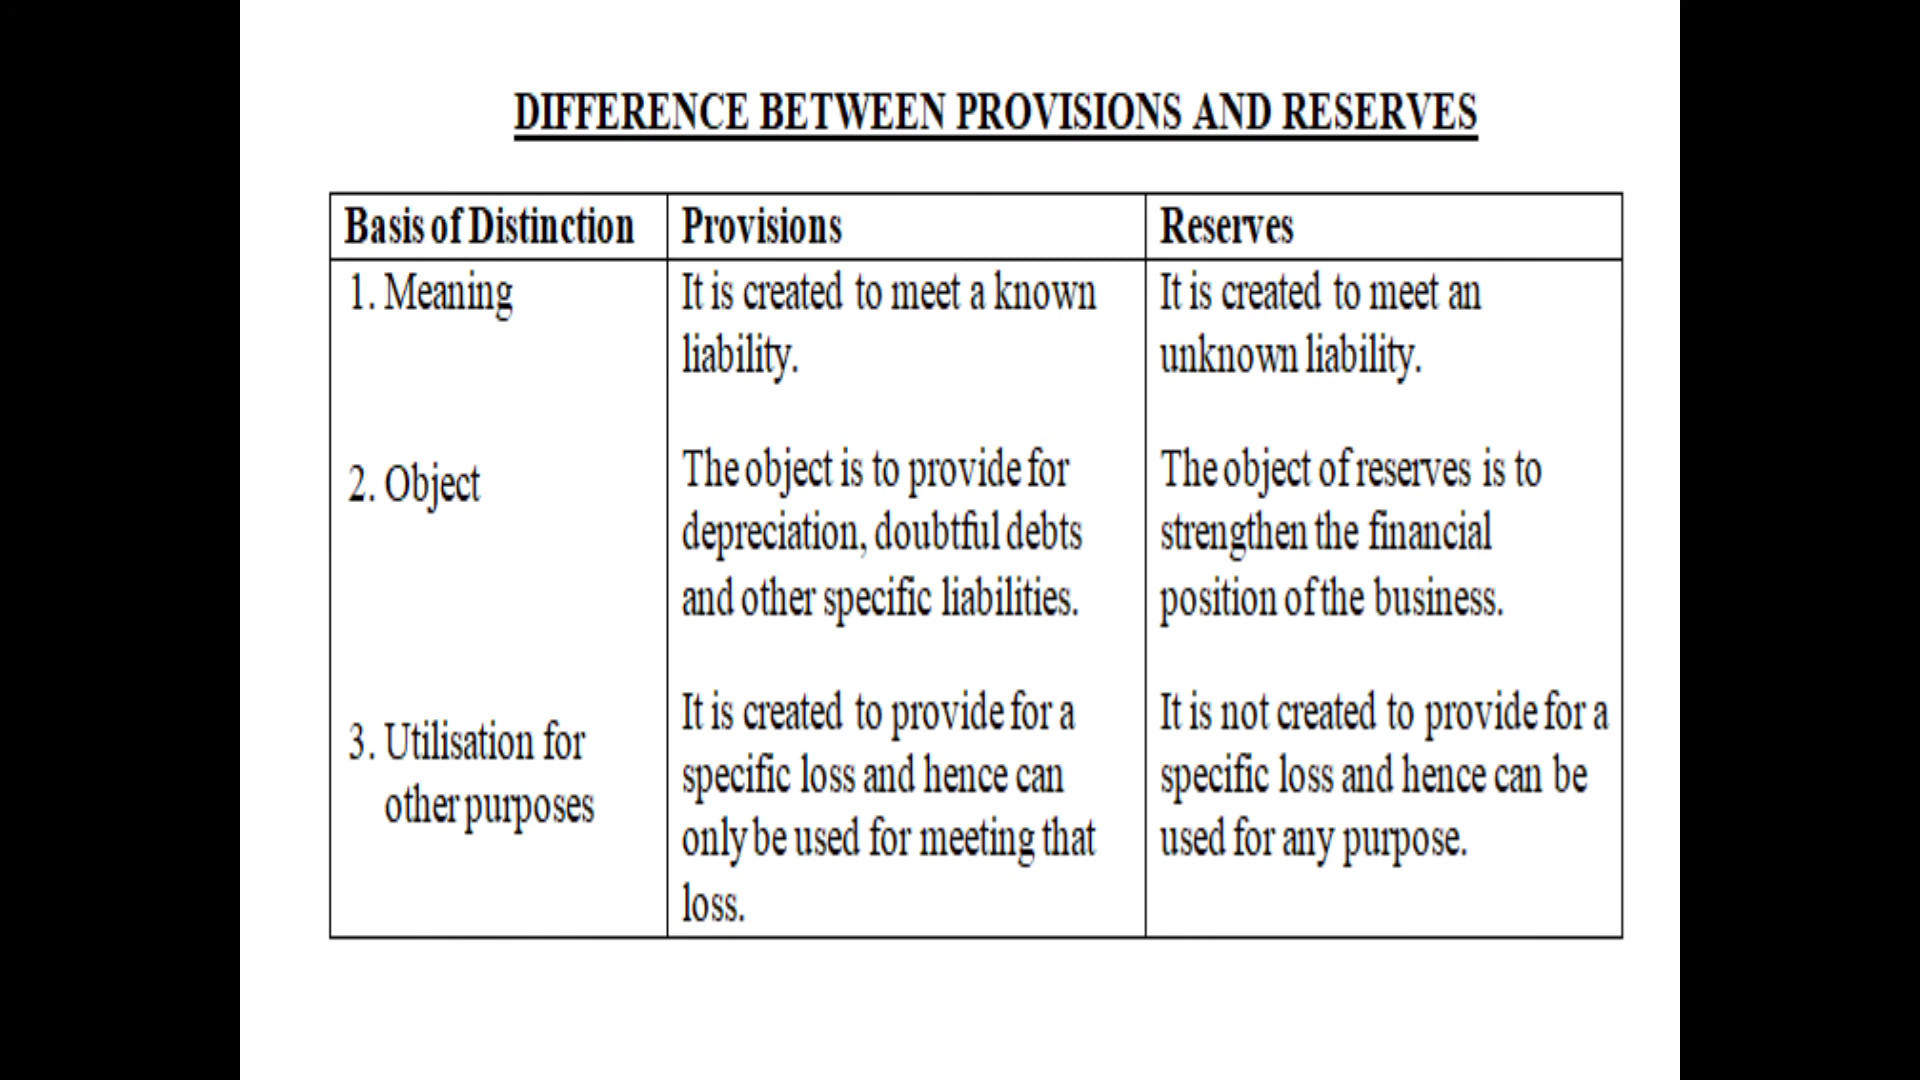 DIFFERENCE BETWEEN PROVISIONS AND RESERVES
Basis of Distinction
Provisions
Reserves
1. Meaning
It is created to meet a known
liability.
It is created to meet an
unknown liability.
2. Object
The object is to provide for
depreciation, doubtful debts
and other specific liabilities.
The object of reserves is to
strengthen the financial
position of the business.
3. Utilisation for
other purposes
It is created to provide for a
specific loss and hence can
only be used for meeting that
loss.
It is not created to provide for a
specific loss and hence can be
used for any purpose.